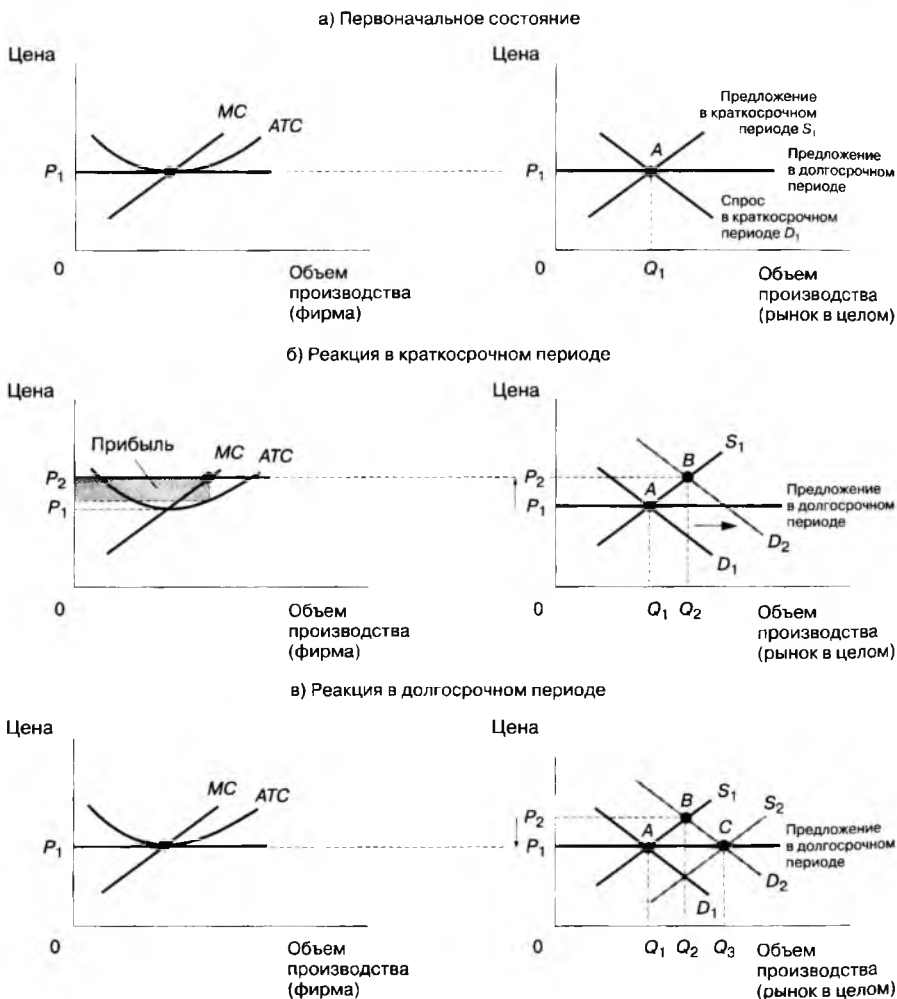 а) Первоначальное состояние
Цена
MC
ATC
P₁
0
Объем
производства
(фирма)
Цена
Предложение
в краткосрочном
периоде S₁
A
Предложение
в долгосрочном
периоде
Спрос
в краткосрочном
периоде D₁
0
Q₁
Объем
производства
(рынок в целом)
б) Реакция в краткосрочном периоде
Цена
Прибыль
MC
ATC
P₂
P₁
0
Объем
производства
(фирма)
Цена
B
S₁
P₂
A
P₁
Предложение
в долгосрочном
периоде
D₂
D₁
0
Q₁
Q₂
Объем
производства
(рынок в целом)
в) Реакция в долгосрочном периоде
Цена
MC
ATC
P₁
0
Объем
производства
(фирма)
Цена
B
S₁
S₂
P₂
A
C
P₁
Предложение
в долгосрочном
периоде
D₂
D₁
0
Q₁
Q₂
Q₃
Объем
производства
(рынок в целом)